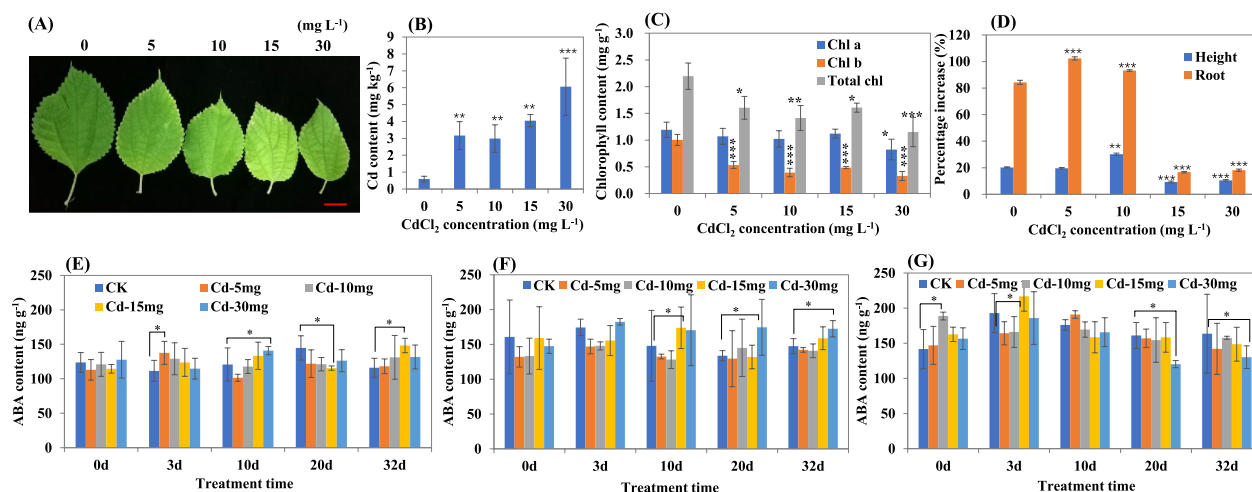 (A)
(mg L⁻¹)
0 5 10 15 30
(B)
Cd content (mg kg⁻¹)
9
8
7
6
5
4
3
2
1
0
** ** ** ***
0 5 10 15 30
CdCl₂ concentration (mg L⁻¹)
(C)
Chlorophyll content (mg g⁻¹)
3.0
2.5
2.0
1.5
1.0
0.5
0.0
Chl a
Chl b
Total chl
* ** * ***
*
*** *** *** ***
0 5 10 15 30
CdCl₂ concentration (mg L⁻¹)
(D)
Percentage increase (%)
120
100
80
60
40
20
0
Height
Root
*** ***
** *** *** *** ***
0 5 10 15 30
CdCl₂ concentration (mg L⁻¹)
(E)
ABA content (ng g⁻¹)
250
200
150
100
50
0
CK Cd-5mg Cd-10mg
Cd-15mg Cd-30mg
* * * *
0d 3d 10d 20d 32d
Treatment time
(F)
ABA content (ng g⁻¹)
250
200
150
100
50
0
CK Cd-5mg Cd-10mg Cd-15mg Cd-30mg
* * *
0d 3d 10d 20d 32d
Treatment time
(G)
ABA content (ng g⁻¹)
250
200
150
100
50
0
CK Cd-5mg Cd-10mg Cd-15mg Cd-30mg
* * * *
0d 3d 10d 20d 32d
Treatment time